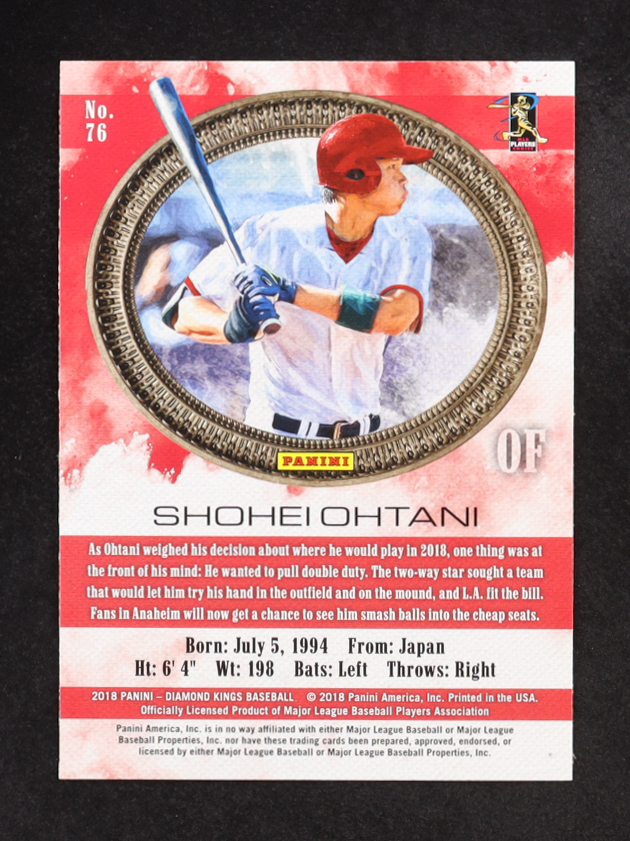 No.
76
MLB
PLAYERS
CHOICE
PANINI
OF
SHOHEI OHTANI
As Ohtani weighed his decision about where he would play in 2018, one thing was at
the front of his mind: He wanted to pull double duty. The two-way star sought a team
that would let him try his hand in the outfield and on the mound, and L.A. fit the bill.
Fans in Anaheim will now get a chance to see him smash balls into the cheap seats.
Born: July 5, 1994 From: Japan
Ht: 6' 4" Wt: 198 Bats: Left Throws: Right
2018 PANINI – DIAMOND KINGS BASEBALL © 2018 Panini America, Inc. Printed in the USA.
Officially Licensed Product of Major League Baseball Players Association
Panini America, Inc. is in no way affiliated with either Major League Baseball or Major League
Baseball Properties, Inc. nor have these trading cards been prepared, approved, endorsed, or
licensed by either Major League Baseball or Major League Baseball Properties, Inc.